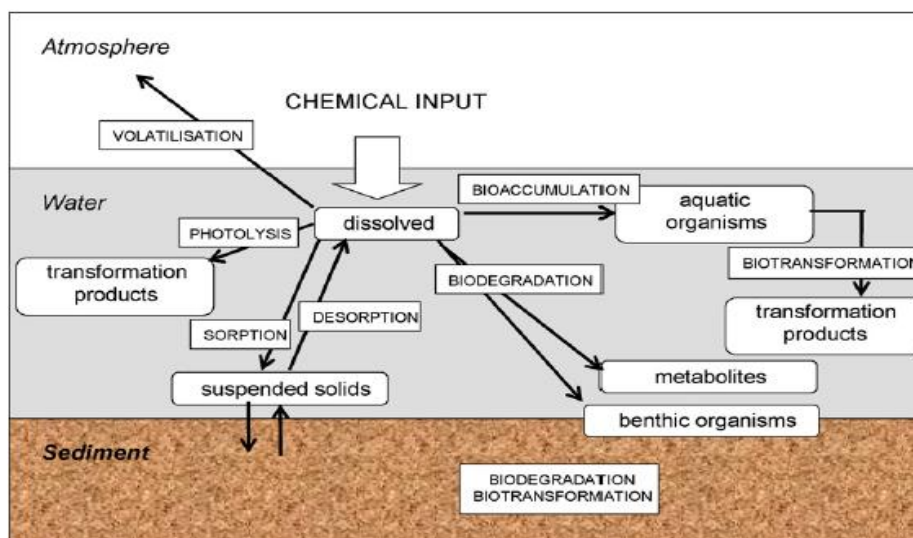 Atmosphere
CHEMICAL INPUT
VOLATILISATION
Water
BIOACCUMULATION
aquatic
organisms
dissolved
PHOTOLYSIS
transformation
products
BIODEGRADATION
BIOTRANSFORMATION
DESORPTION
SORPTION
transformation
products
suspended solids
metabolites
benthic organisms
Sediment
BIODEGRADATION
BIOTRANSFORMATION